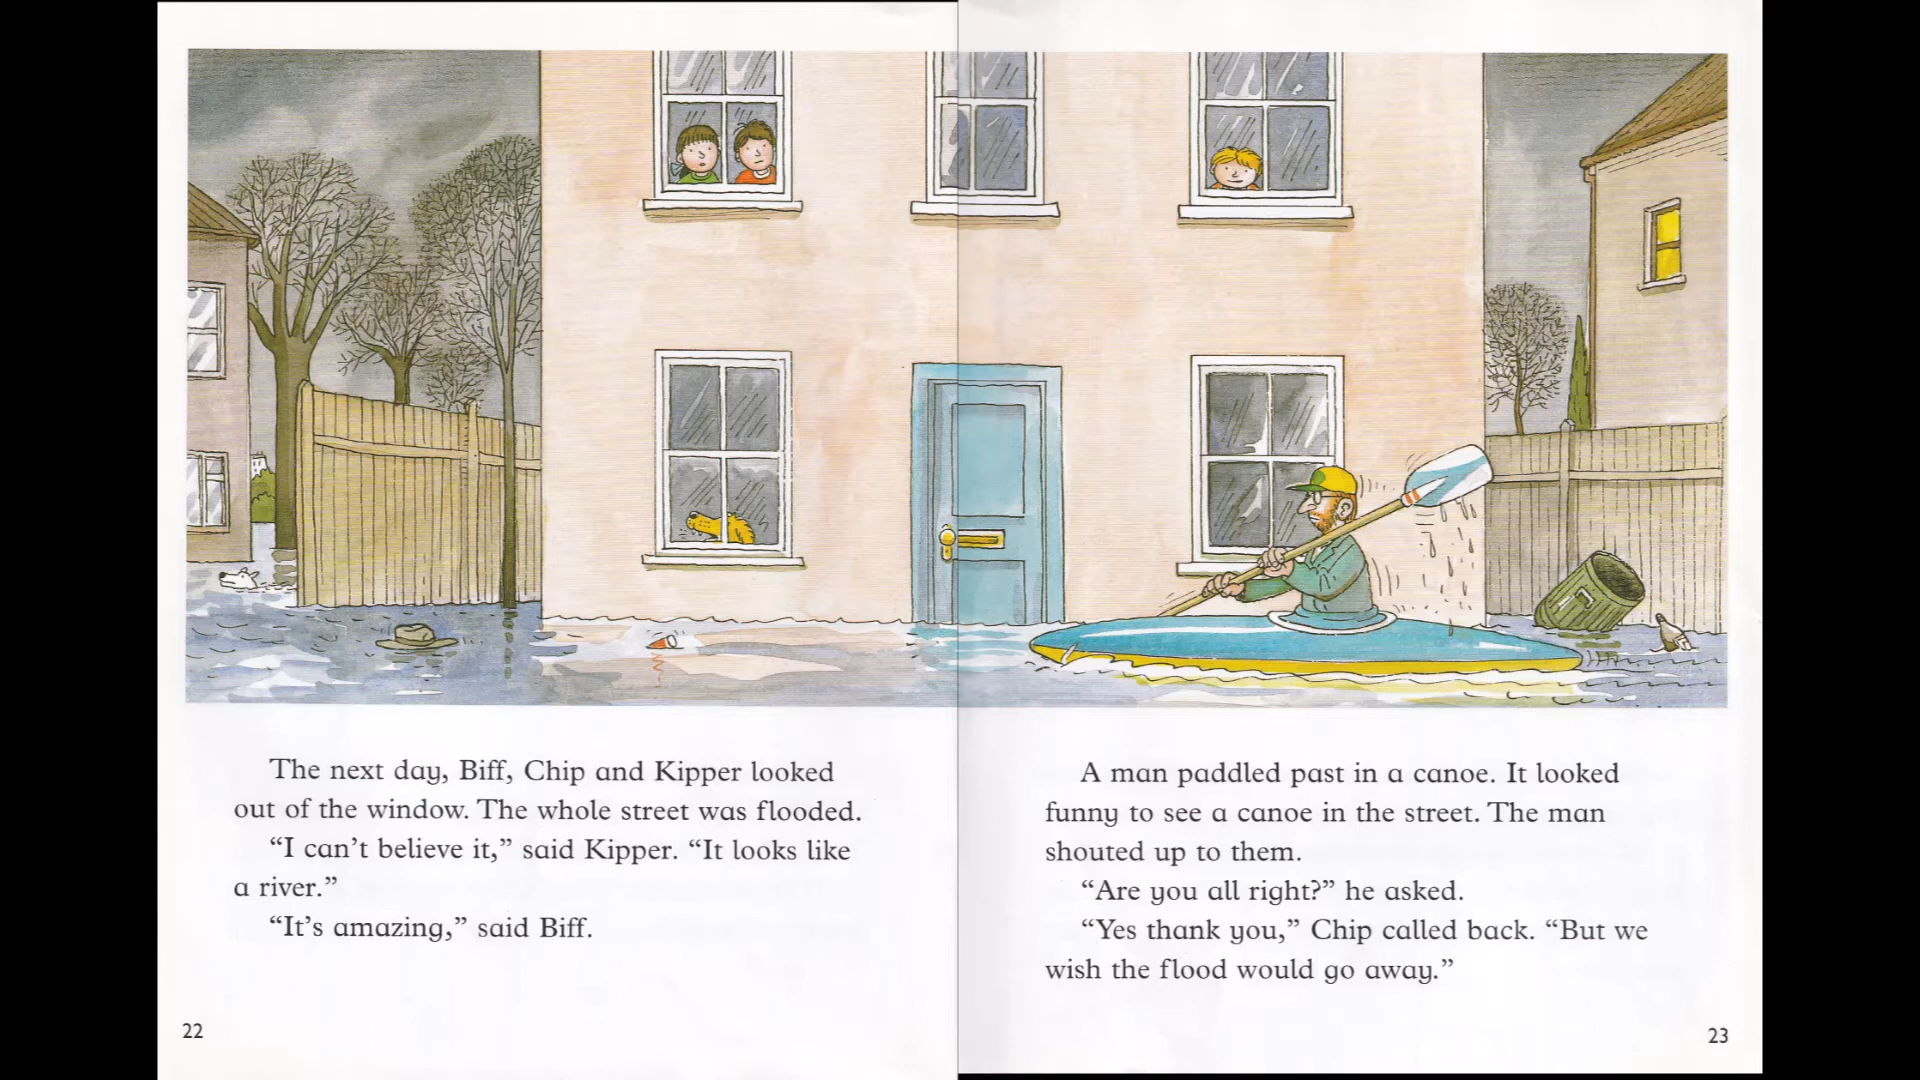 The next day, Biff, Chip and Kipper looked
out of the window. The whole street was flooded.
“I can’t believe it,” said Kipper. “It looks like
a river.”
“It’s amazing,” said Biff.
22
A man paddled past in a canoe. It looked
funny to see a canoe in the street. The man
shouted up to them.
“Are you all right?” he asked.
“Yes thank you,” Chip called back. “But we
wish the flood would go away.”
23